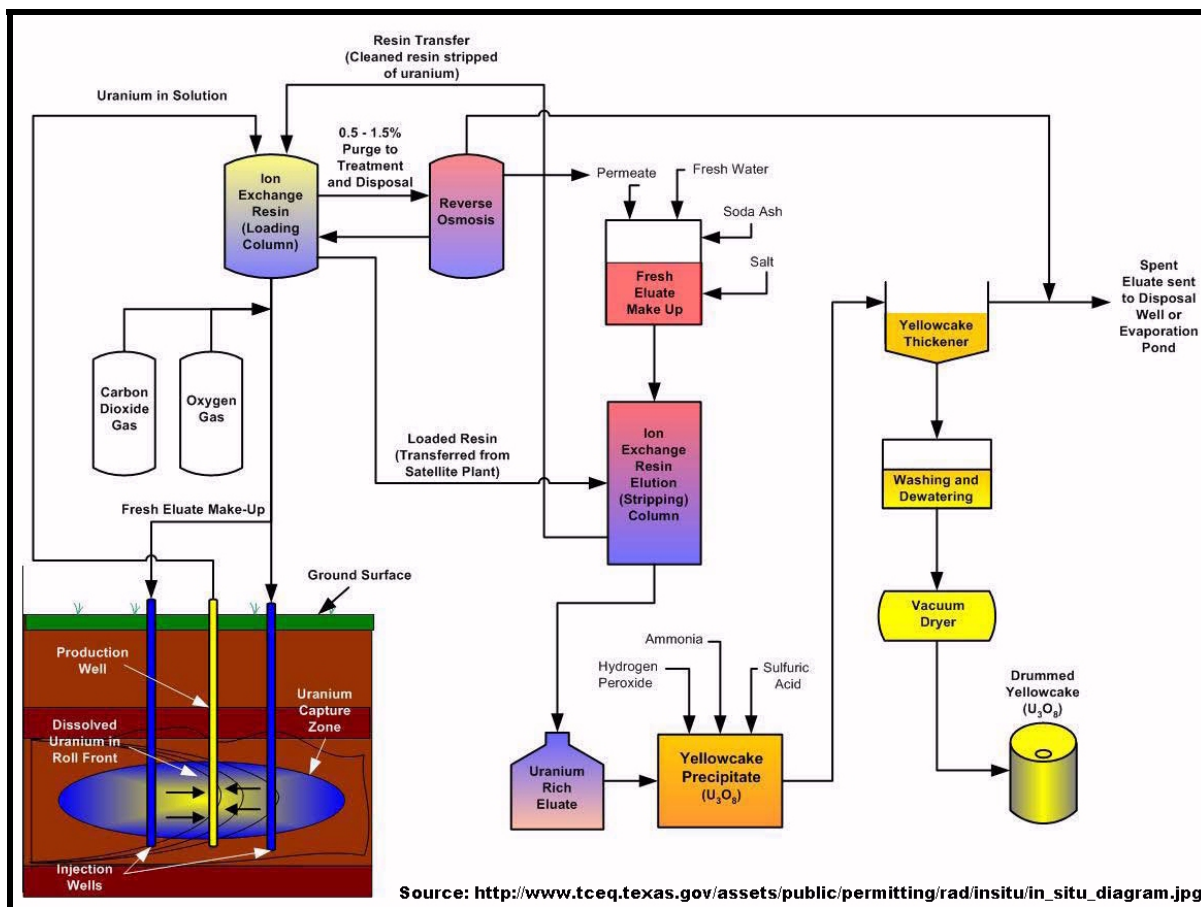 Resin Transfer
(Cleaned resin stripped
of uranium)
Uranium in Solution
0.5 - 1.5%
Purge to
Treatment
and Disposal
Ion
Exchange
Resin
(Loading
Column)
Reverse
Osmosis
Permeate
Fresh Water
Soda Ash
Salt
Fresh
Eluate
Make Up
Spent
Eluate sent
to Disposal
Well or
Evaporation
Pond
Yellowcake
Thickener
Carbon
Dioxide
Gas
Oxygen
Gas
Loaded Resin
(Transferred from
Satellite Plant)
Ion
Exchange
Resin
Elution
(Stripping)
Column
Washing and
Dewatering
Fresh Eluate Make-Up
Ground Surface
Vacuum
Dryer
Production
Well
Uranium
Capture
Zone
Dissolved
Uranium in
Roll Front
Injection
Wells
Ammonia
Hydrogen
Peroxide
Sulfuric
Acid
Uranium
Rich
Eluate
Yellowcake
Precipitate
(U₃O₈)
Drummed
Yellowcake
(U₃O₈)
Source: http://www.tceq.texas.gov/assets/public/permitting/rad/insitu/in_situ_diagram.jpg